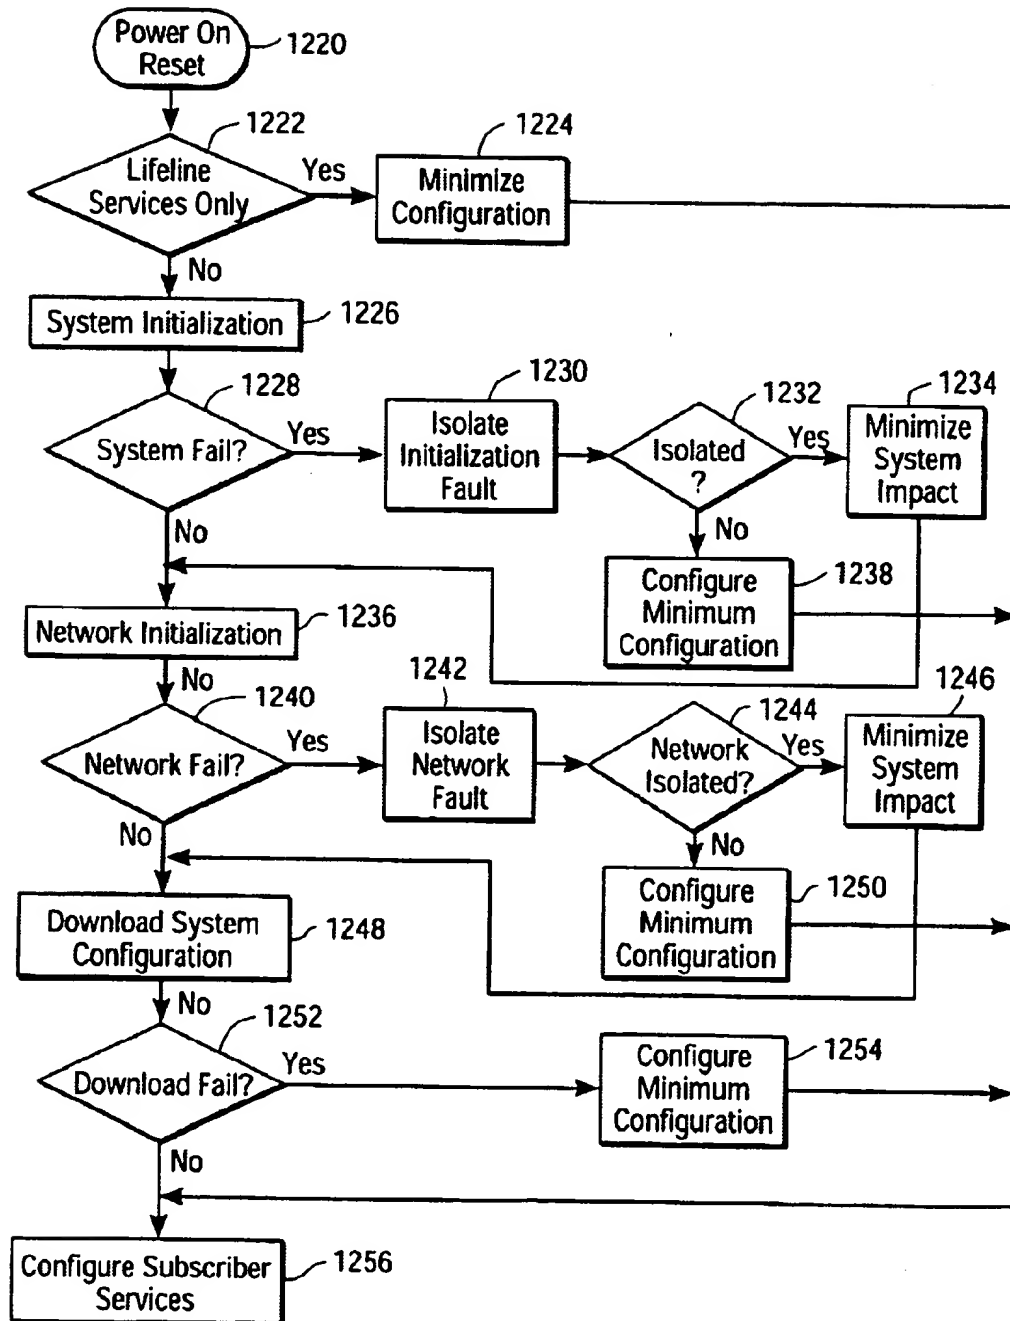 Power On
Reset
1220
1222
Lifeline
Services Only
Yes
1224
Minimize
Configuration
No
System Initialization
1226
1228
System Fail?
Yes
1230
Isolate
Initialization
Fault
1232
Isolated
?
Yes
1234
Minimize
System
Impact
No
No
1238
Configure
Minimum
Configuration
Network Initialization
1236
No
1240
Network Fail?
Yes
1242
Isolate
Network
Fault
1244
Network
Isolated?
Yes
1246
Minimize
System
Impact
No
No
1250
Configure
Minimum
Configuration
Download System
Configuration
1248
No
1252
Download Fail?
Yes
1254
Configure
Minimum
Configuration
No
Configure Subscriber
Services
1256